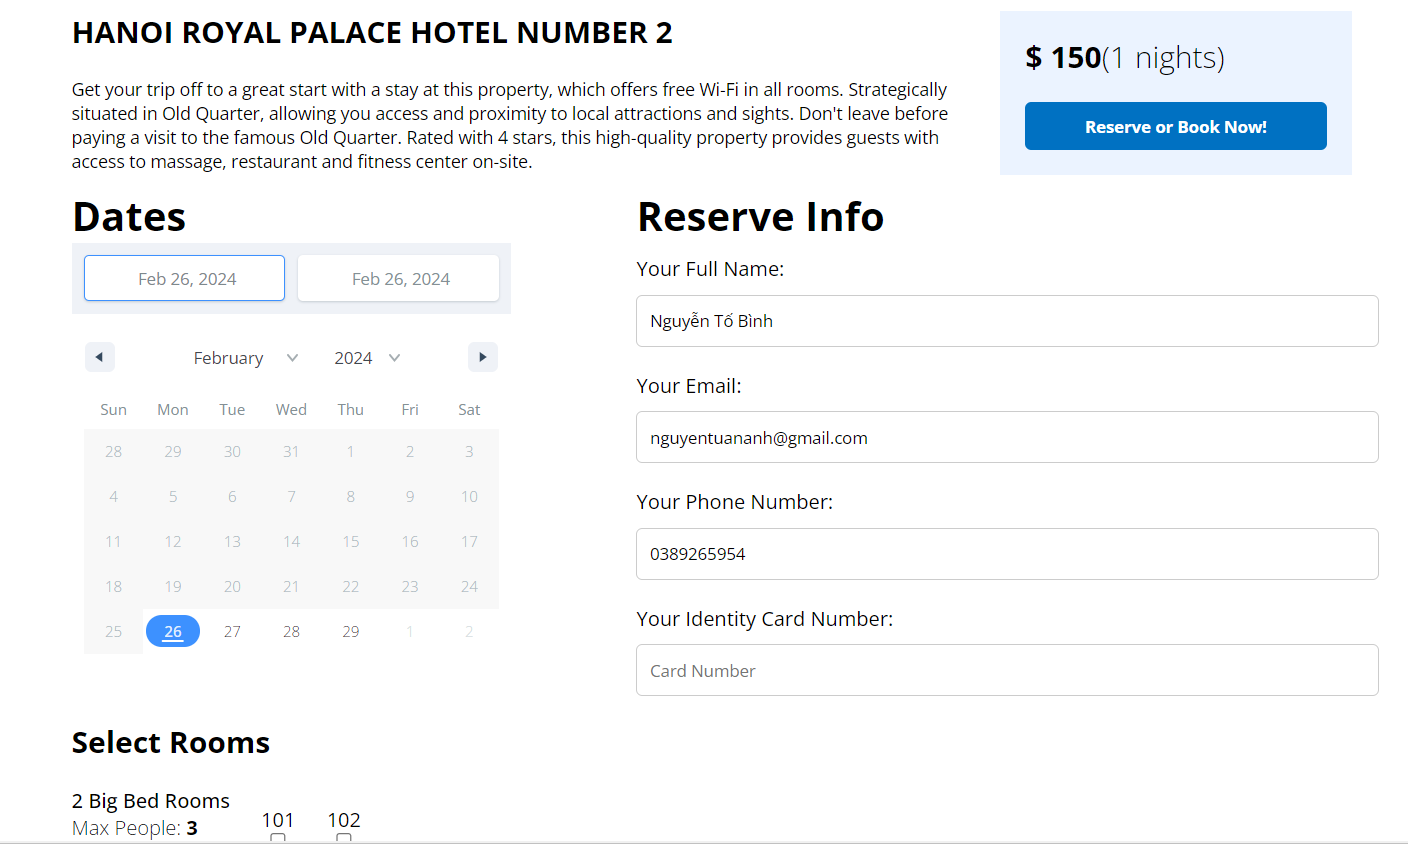 HANOI ROYAL PALACE HOTEL NUMBER 2
Get your trip off to a great start with a stay at this property, which offers free Wi-Fi in all rooms. Strategically
situated in Old Quarter, allowing you access and proximity to local attractions and sights. Don't leave before
paying a visit to the famous Old Quarter. Rated with 4 stars, this high-quality property provides guests with
access to massage, restaurant and fitness center on-site.
$ 150(1 nights)
Reserve or Book Now!
Dates
Feb 26, 2024 Feb 26, 2024
February 2024
Sun Mon Tue Wed Thu Fri Sat
28 29 30 31 1 2 3
4 5 6 7 8 9 10
11 12 13 14 15 16 17
18 19 20 21 22 23 24
25 26 27 28 29 1 2
Reserve Info
Your Full Name:
Nguyễn Tố Bình
Your Email:
nguyentuananh@gmail.com
Your Phone Number:
0389265954
Your Identity Card Number:
Card Number
Select Rooms
2 Big Bed Rooms
Max People: 3
101 102